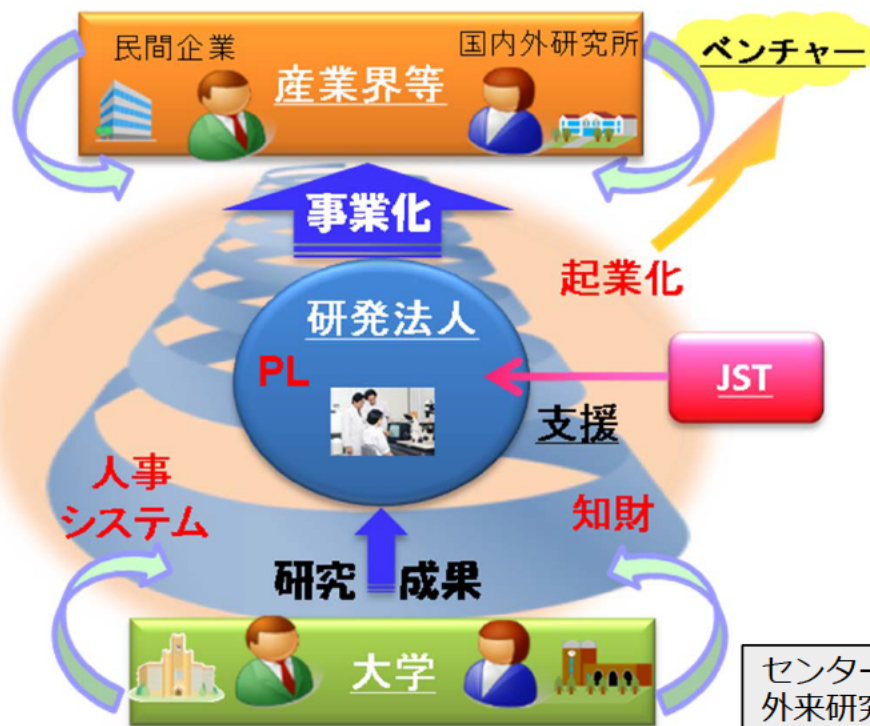 民間企業
国内外研究所
産業界等
ベンチャー
事業化
起業化
研発法人
PL
JST
支援
人事
システム
知財
研究 成果
大学
センター
外来研究